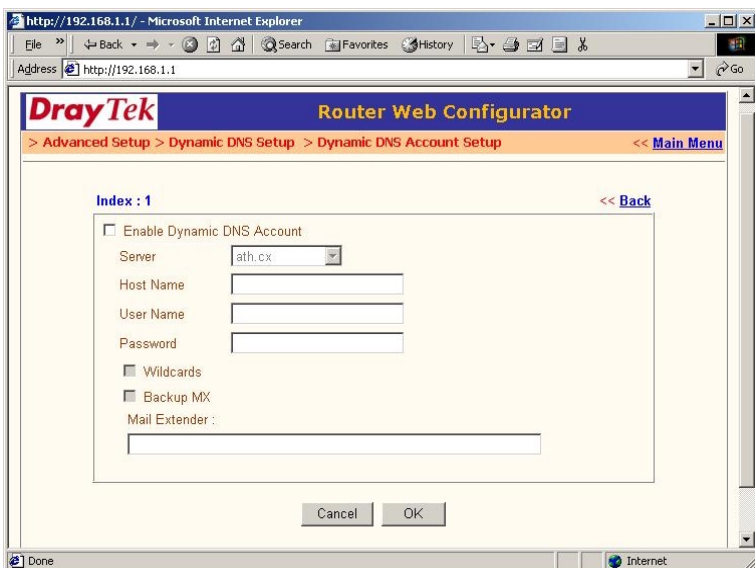 http://192.168.1.1/ - Microsoft Internet Explorer
File » Back Search Favorites History
Address http://192.168.1.1 Go
DrayTek Router Web Configurator
> Advanced Setup > Dynamic DNS Setup > Dynamic DNS Account Setup << Main Menu
Index : 1 << Back
Enable Dynamic DNS Account
Server ath.cx
Host Name
User Name
Password
Wildcards
Backup MX
Mail Extender :
Cancel OK
Done Internet